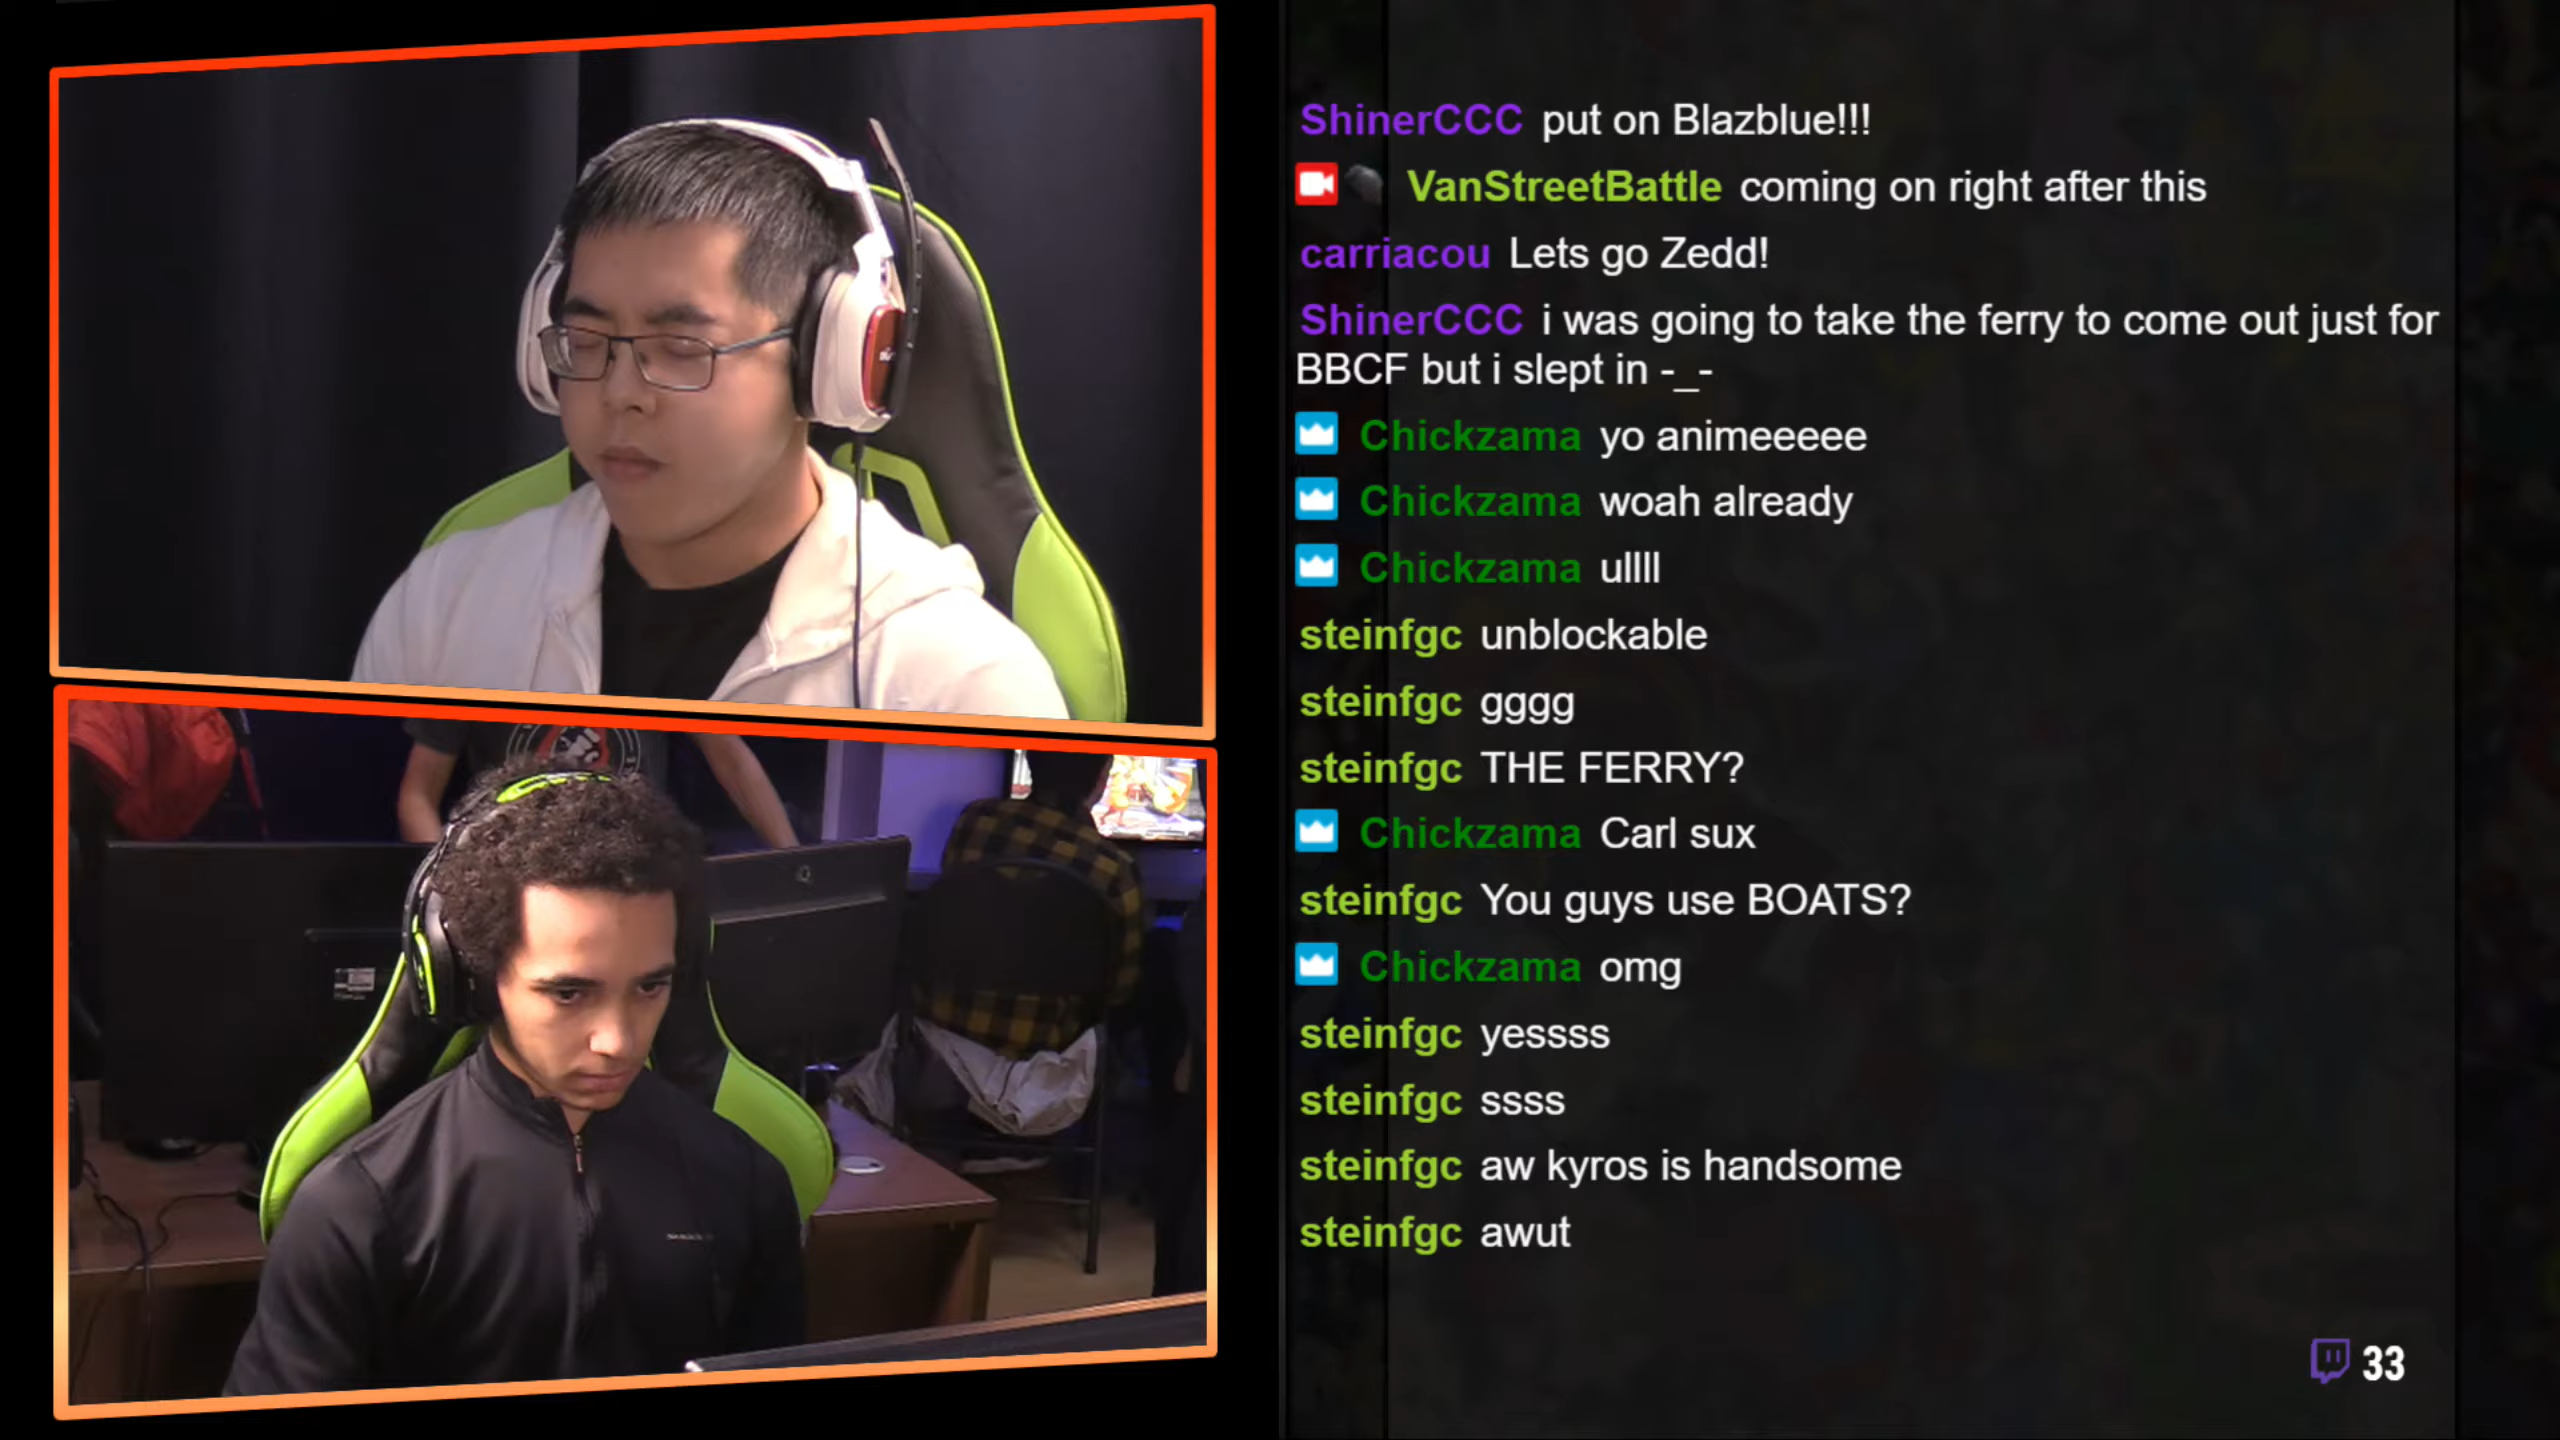 ShinerCCC put on Blazblue!!!
VanStreetBattle coming on right after this
carriacou Lets go Zedd!
ShinerCCC i was going to take the ferry to come out just for
BBCF but i slept in -_-
Chickzama yo animeeeee
Chickzama woah already
Chickzama ullll
steinfgc unblockable
steinfgc gggg
steinfgc THE FERRY?
Chickzama Carl sux
steinfgc You guys use BOATS?
Chickzama omg
steinfgc yessss
steinfgc ssss
steinfgc aw kyros is handsome
steinfgc awut
33